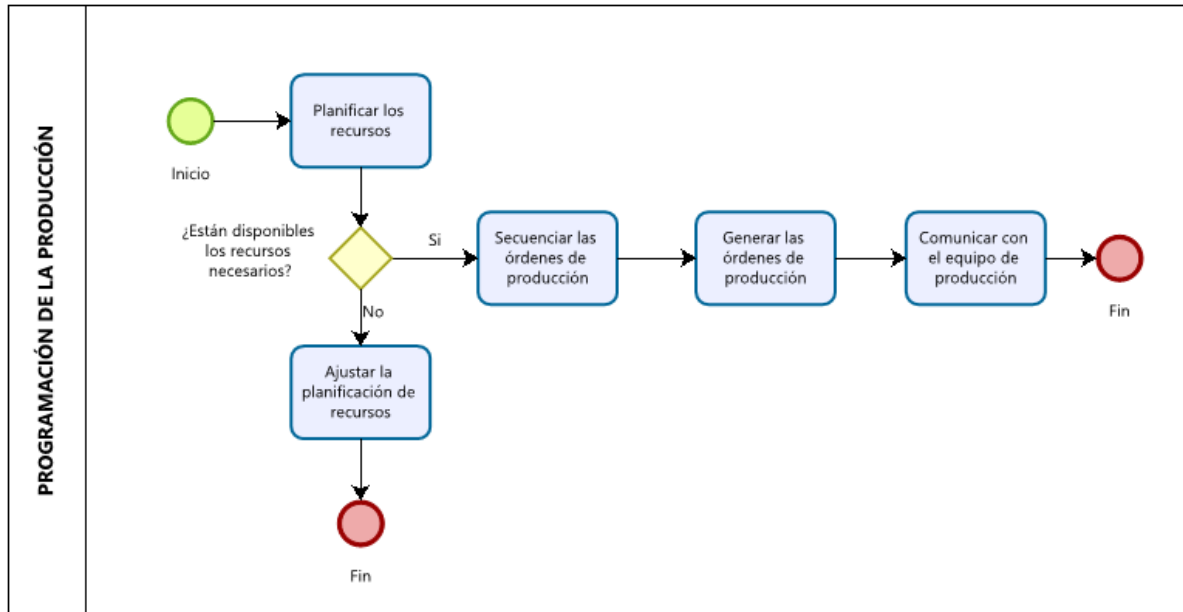 PROGRAMACIÓN DE LA PRODUCCIÓN
Inicio
Planificar los
recursos
¿Están disponibles
los recursos
necesarios?
Si
Secuenciar las
órdenes de
producción
Generar las
órdenes de
producción
Comunicar con
el equipo de
producción
Fin
No
Ajustar la
planificación de
recursos
Fin